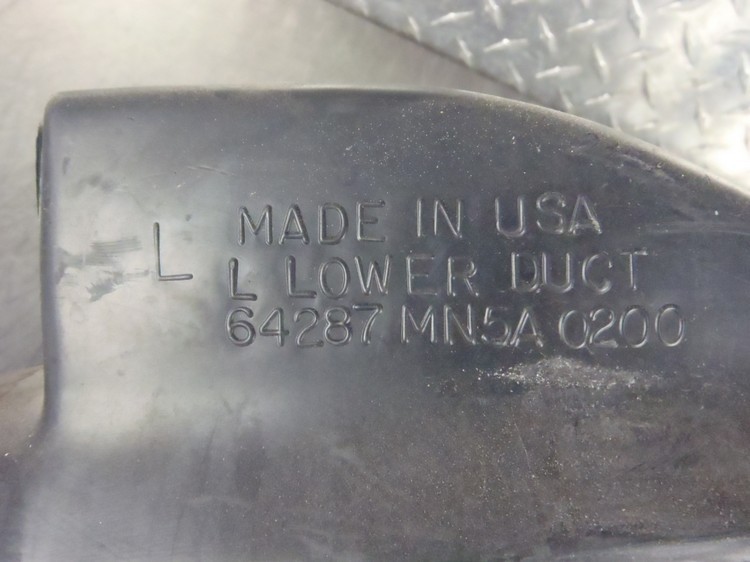 MADE IN USA
L L LOWER DUCT
64287 MN5A 0200